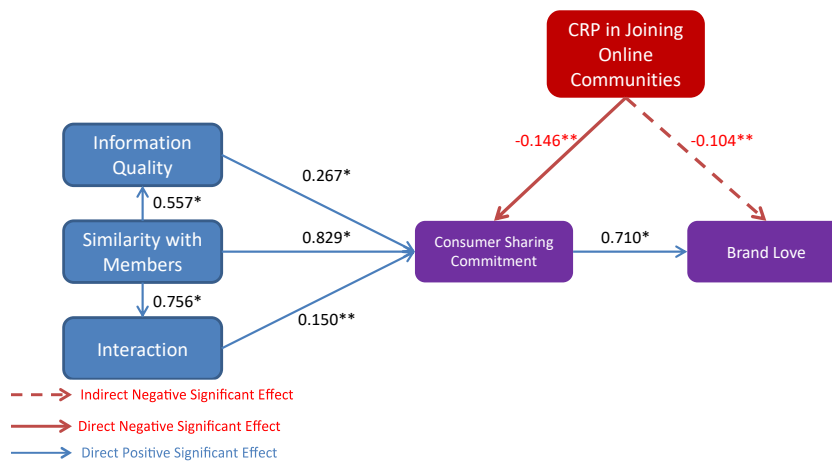 CRP in Joining
Online
Communities
-0.146**
-0.104**
Information
Quality
0.267*
0.557*
Similarity with
Members
0.829*
Consumer Sharing
Commitment
0.710*
Brand Love
0.756*
0.150**
Interaction
Indirect Negative Significant Effect
Direct Negative Significant Effect
Direct Positive Significant Effect